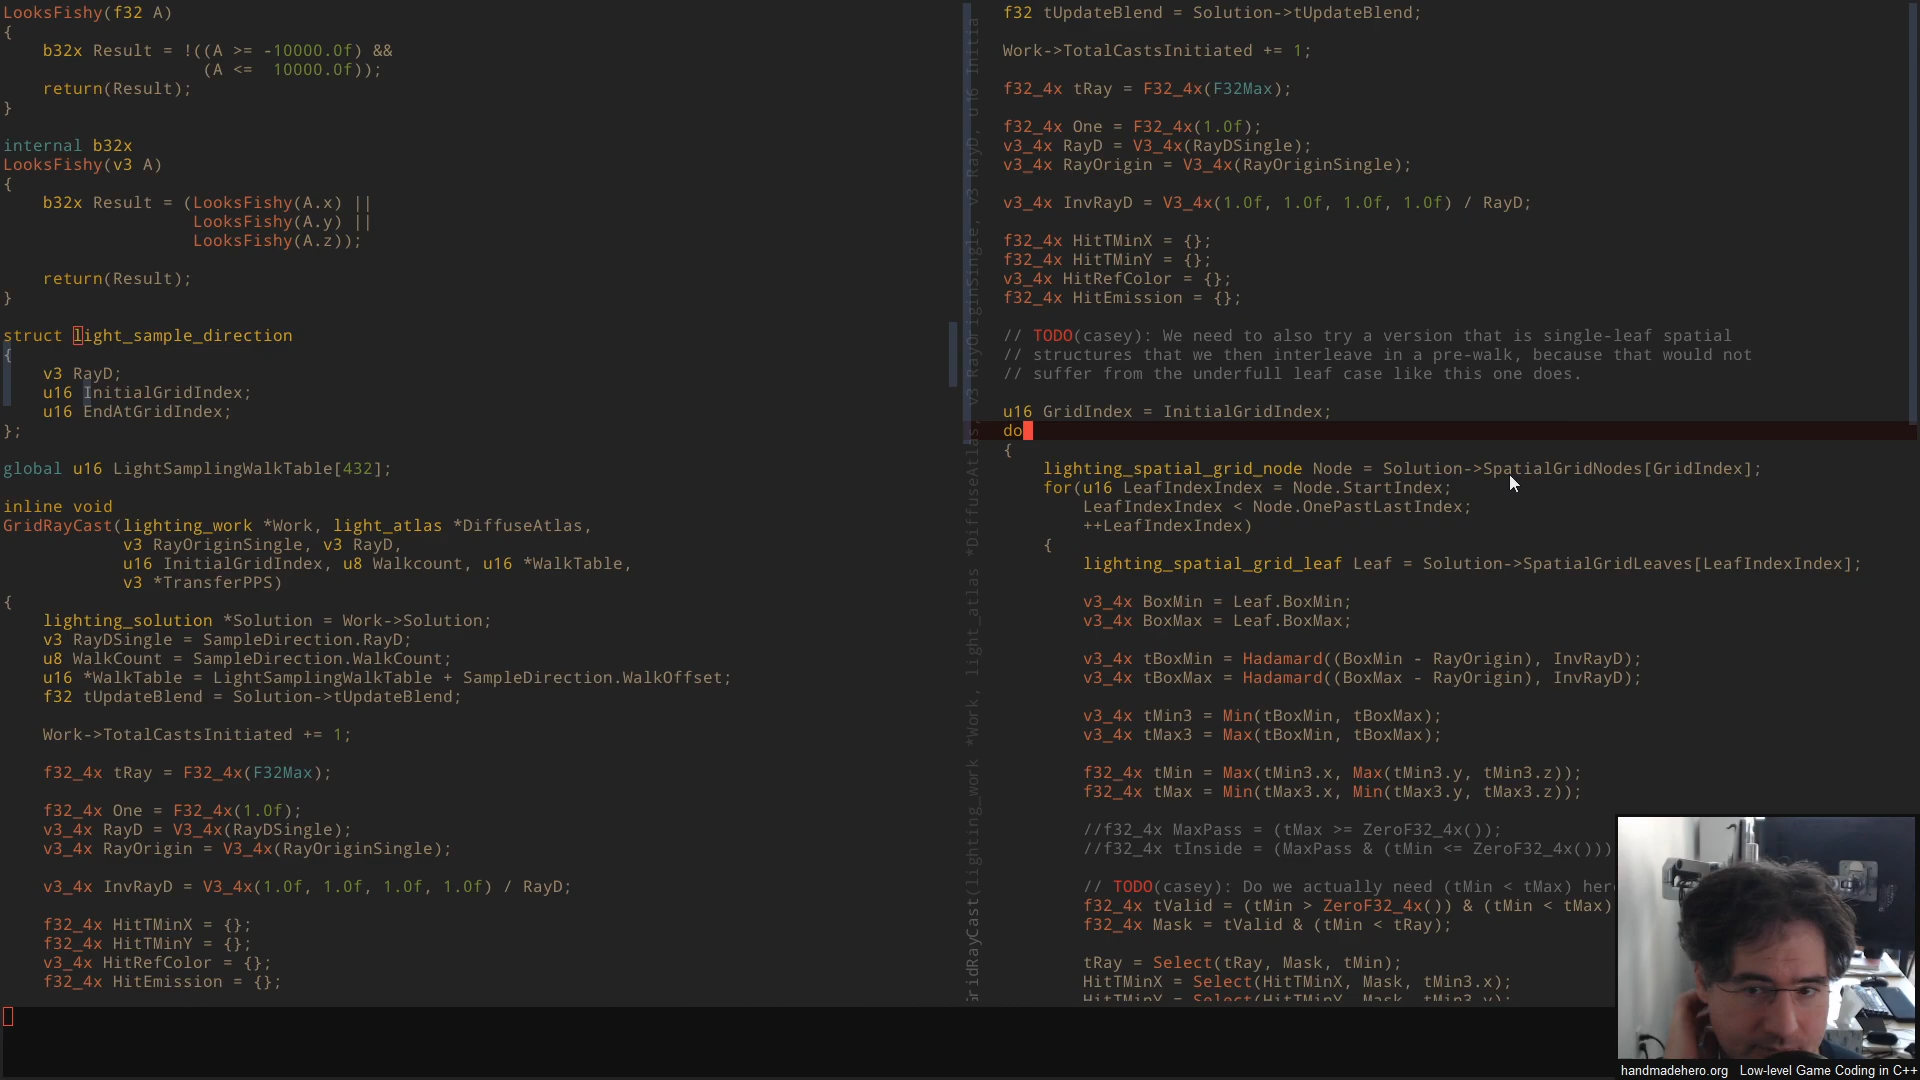 LooksFishy(f32 A)
{
    b32x Result = !((A >= -10000.0f) &&
                    (A <=  10000.0f));
    return(Result);
}

internal b32x
LooksFishy(v3 A)
{
    b32x Result = (LooksFishy(A.x) ||
                   LooksFishy(A.y) ||
                   LooksFishy(A.z));

    return(Result);
}

struct light_sample_direction
{
    v3 RayD;
    u16 InitialGridIndex;
    u16 EndAtGridIndex;
};

global u16 LightSamplingWalkTable[432];

inline void
GridRayCast(lighting_work *Work, light_atlas *DiffuseAtlas,
            v3 RayOriginSingle, v3 RayD,
            u16 InitialGridIndex, u8 Walkcount, u16 *WalkTable,
            v3 *TransferPPS)
{
    lighting_solution *Solution = Work->Solution;
    v3 RayDSingle = SampleDirection.RayD;
    u8 WalkCount = SampleDirection.WalkCount;
    u16 *WalkTable = LightSamplingWalkTable + SampleDirection.WalkOffset;
    f32 tUpdateBlend = Solution->tUpdateBlend;

    Work->TotalCastsInitiated += 1;

    f32_4x tRay = F32_4x(F32Max);

    f32_4x One = F32_4x(1.0f);
    v3_4x RayD = V3_4x(RayDSingle);
    v3_4x RayOrigin = V3_4x(RayOriginSingle);

    v3_4x InvRayD = V3_4x(1.0f, 1.0f, 1.0f, 1.0f) / RayD;

    f32_4x HitTMinX = {};
    f32_4x HitTMinY = {};
    v3_4x HitRefColor = {};
    f32_4x HitEmission = {};

GridRayCast(lighting_work *Work, light_atlas *DiffuseAtlas, v3 RayOriginSingle, v3 RayD, u16 Initia

f32 tUpdateBlend = Solution->tUpdateBlend;

Work->TotalCastsInitiated += 1;

f32_4x tRay = F32_4x(F32Max);

f32_4x One = F32_4x(1.0f);
v3_4x RayD = V3_4x(RayDSingle);
v3_4x RayOrigin = V3_4x(RayOriginSingle);

v3_4x InvRayD = V3_4x(1.0f, 1.0f, 1.0f, 1.0f) / RayD;

f32_4x HitTMinX = {};
f32_4x HitTMinY = {};
v3_4x HitRefColor = {};
f32_4x HitEmission = {};

// TODO(casey): We need to also try a version that is single-leaf spatial
// structures that we then interleave in a pre-walk, because that would not
// suffer from the underfull leaf case like this one does.

u16 GridIndex = InitialGridIndex;
do
{
    lighting_spatial_grid_node Node = Solution->SpatialGridNodes[GridIndex];
    for(u16 LeafIndexIndex = Node.StartIndex;
        LeafIndexIndex < Node.OnePastLastIndex;
        ++LeafIndexIndex)
    {
        lighting_spatial_grid_leaf Leaf = Solution->SpatialGridLeaves[LeafIndexIndex];

        v3_4x BoxMin = Leaf.BoxMin;
        v3_4x BoxMax = Leaf.BoxMax;

        v3_4x tBoxMin = Hadamard((BoxMin - RayOrigin), InvRayD);
        v3_4x tBoxMax = Hadamard((BoxMax - RayOrigin), InvRayD);

        v3_4x tMin3 = Min(tBoxMin, tBoxMax);
        v3_4x tMax3 = Max(tBoxMin, tBoxMax);

        f32_4x tMin = Max(tMin3.x, Max(tMin3.y, tMin3.z));
        f32_4x tMax = Min(tMax3.x, Min(tMax3.y, tMax3.z));

        //f32_4x MaxPass = (tMax >= ZeroF32_4x());
        //f32_4x tInside = (MaxPass & (tMin <= ZeroF32_4x()))

        // TODO(casey): Do we actually need (tMin < tMax) her
        f32_4x tValid = (tMin > ZeroF32_4x()) & (tMin < tMax)
        f32_4x Mask = tValid & (tMin < tRay);

        tRay = Select(tRay, Mask, tMin);
        HitTMinX = Select(HitTMinX, Mask, tMin3.x);
        HitTMinY = Select(HitTMinY, Mask, tMin3.y);

handmadehero.org   Low-level Game Coding in C++